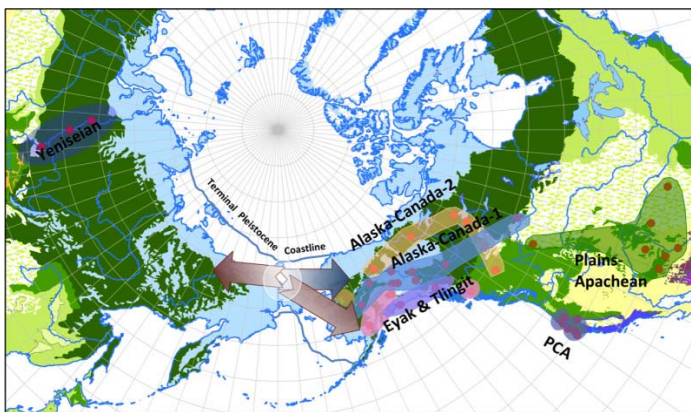 Yeniseian
Terminal Pleistocene
Coastline
Alaska-Canada-2
Alaska-Canada-1
Eyak & Tlingit
Plains-
Apachean
PCA